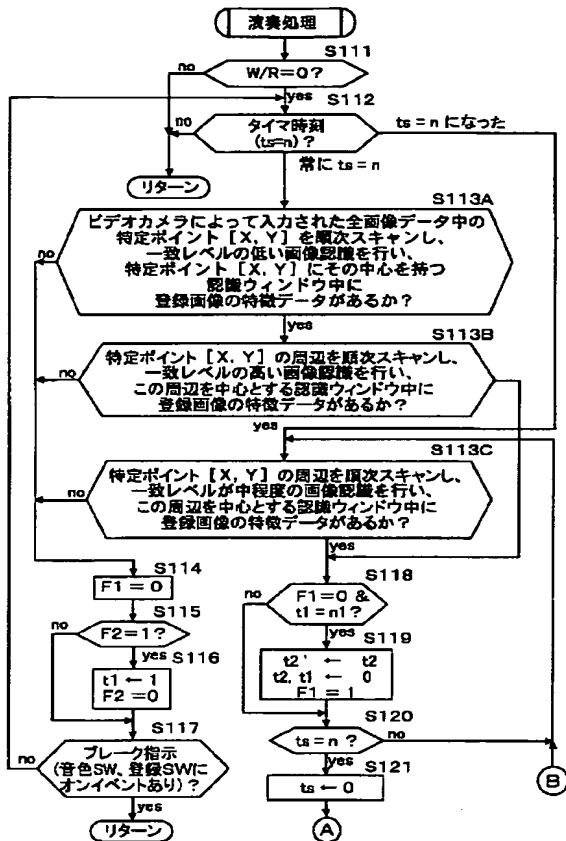 演奏処理
S111
no
W/R=0?
yes
S112
no
タイマ時刻
(ts=n)?
ts=nになった
常にts=n
リターン
S113A
ビデオカメラによって入力された全画像データ中の
特定ポイント [X, Y] を順次スキャンし、
一致レベルの低い画像認識を行い、
特定ポイント [X, Y] にその中心を持つ
認識ウィンドウ中に
登録画像の特徴データがあるか?
no
yes
S113B
特定ポイント [X, Y] の周辺を順次スキャンし、
一致レベルの高い画像認識を行い、
この周辺を中心とする認識ウィンドウ中に
登録画像の特徴データがあるか?
no
yes
S113C
特定ポイント [X, Y] の周辺を順次スキャンし、
一致レベルが中程度の画像認識を行い、
この周辺を中心とする認識ウィンドウ中に
登録画像の特徴データがあるか?
no
yes
S114
F1=0
S115
no
F2=1?
yes
S116
t1 ← 1
F2=0
S117
no
ブレーク指示
(音色SW、登録SWに
オンイベントあり)?
yes
リターン
S118
no
F1=0 &
t1=n1?
yes
S119
t2' ← t2
t2, t1 ← 0
F1=1
S120
ts=n?
no
yes
S121
ts ← 0
A
B